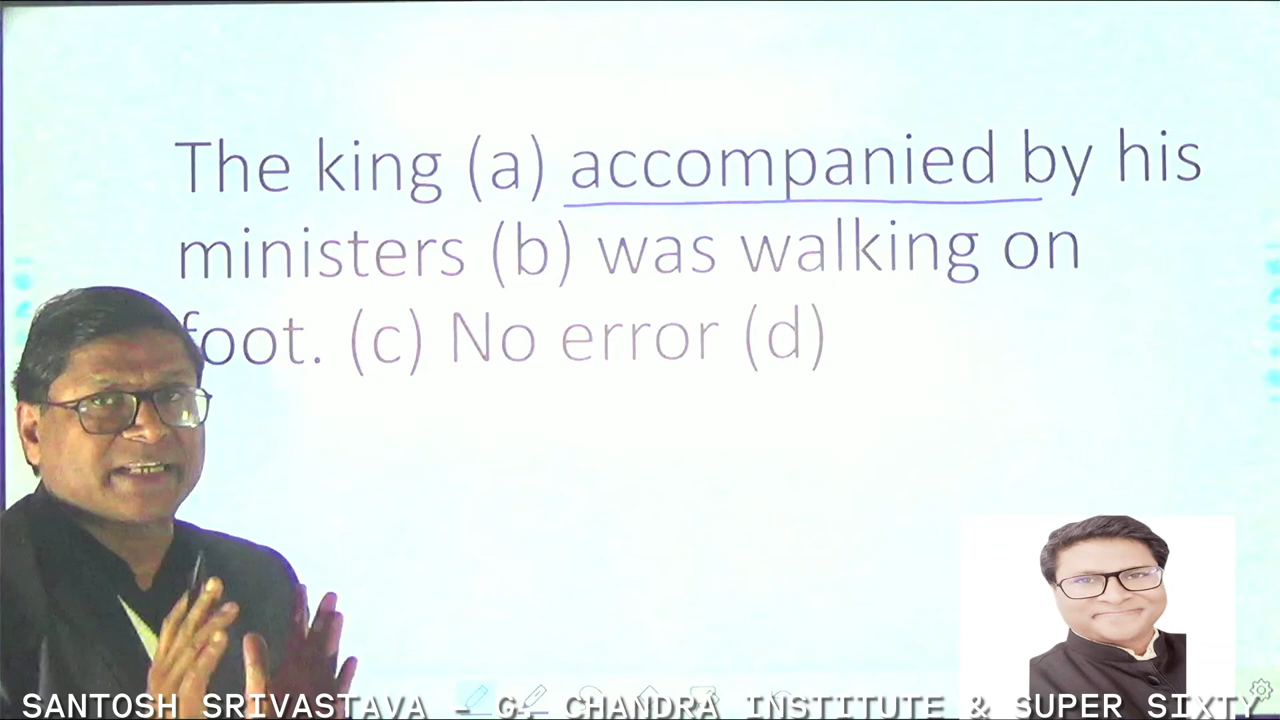 The king (a) accompanied by his
ministers (b) was walking on
foot. (c) No error (d)
SANTOSH SRIVASTAVA - G. CHANDRA INSTITUTE & SUPER SIXTY